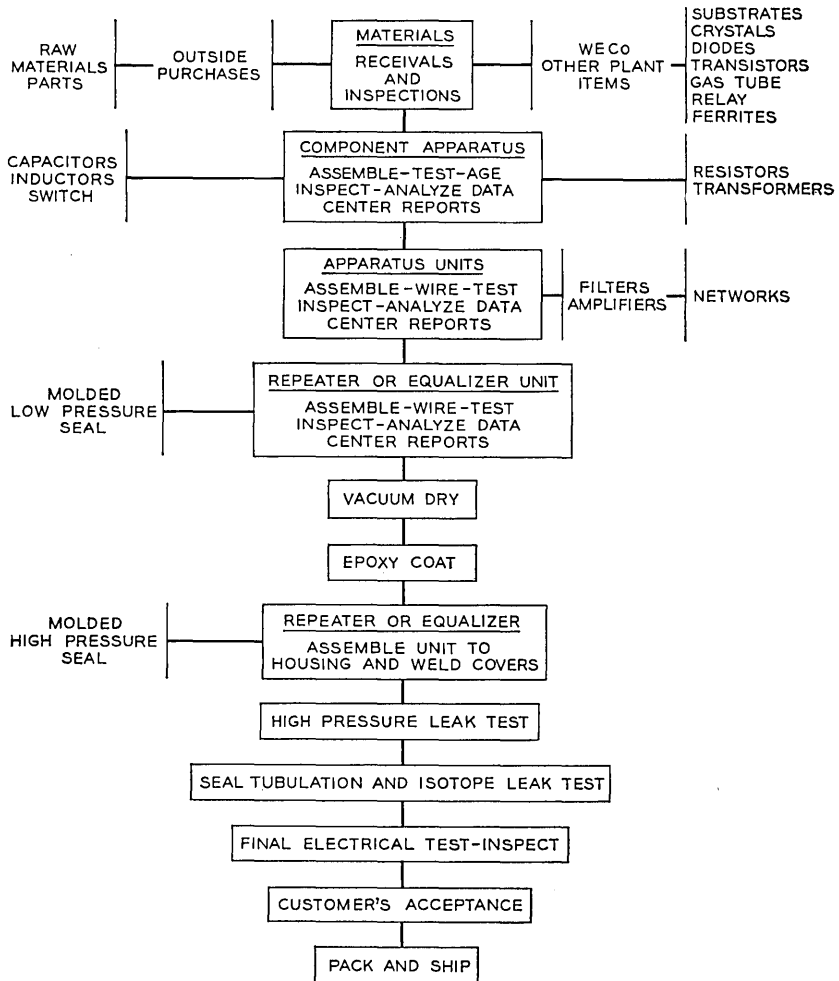 RAW
MATERIALS
PARTS
OUTSIDE
PURCHASES
MATERIALS
RECEIVALS
AND
INSPECTIONS
WECO
OTHER PLANT
ITEMS
SUBSTRATES
CRYSTALS
DIODES
TRANSISTORS
GAS TUBE
RELAY
FERRITES
CAPACITORS
INDUCTORS
SWITCH
COMPONENT APPARATUS
ASSEMBLE-TEST-AGE
INSPECT-ANALYZE DATA
CENTER REPORTS
RESISTORS
TRANSFORMERS
APPARATUS UNITS
ASSEMBLE-WIRE-TEST
INSPECT-ANALYZE DATA
CENTER REPORTS
FILTERS
AMPLIFIERS
NETWORKS
MOLDED
LOW PRESSURE
SEAL
REPEATER OR EQUALIZER UNIT
ASSEMBLE-WIRE-TEST
INSPECT-ANALYZE DATA
CENTER REPORTS
VACUUM DRY
EPOXY COAT
MOLDED
HIGH PRESSURE
SEAL
REPEATER OR EQUALIZER
ASSEMBLE UNIT TO
HOUSING AND WELD COVERS
HIGH PRESSURE LEAK TEST
SEAL TUBULATION AND ISOTOPE LEAK TEST
FINAL ELECTRICAL TEST-INSPECT
CUSTOMER'S ACCEPTANCE
PACK AND SHIP